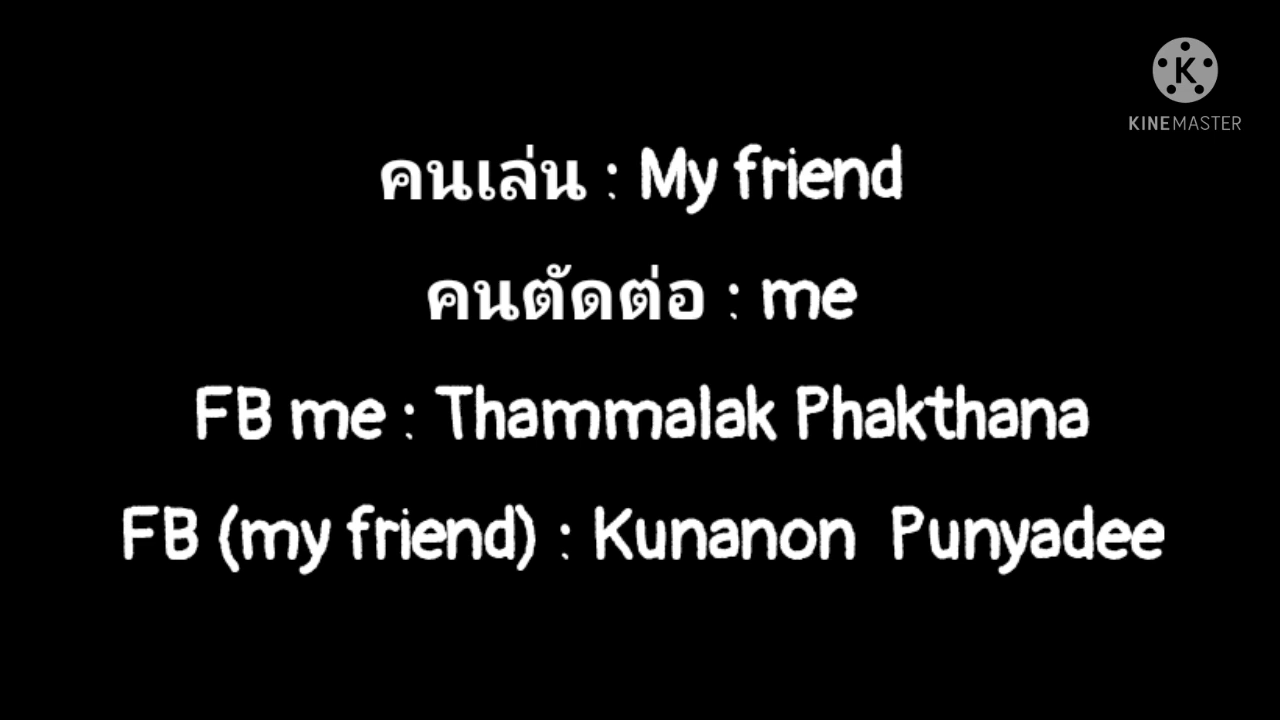 K
KINEMASTER
คนเล่น : My friend
คนตัดต่อ : me
FB me : Thammalak Phakthana
FB (my friend) : Kunanon Punyadee